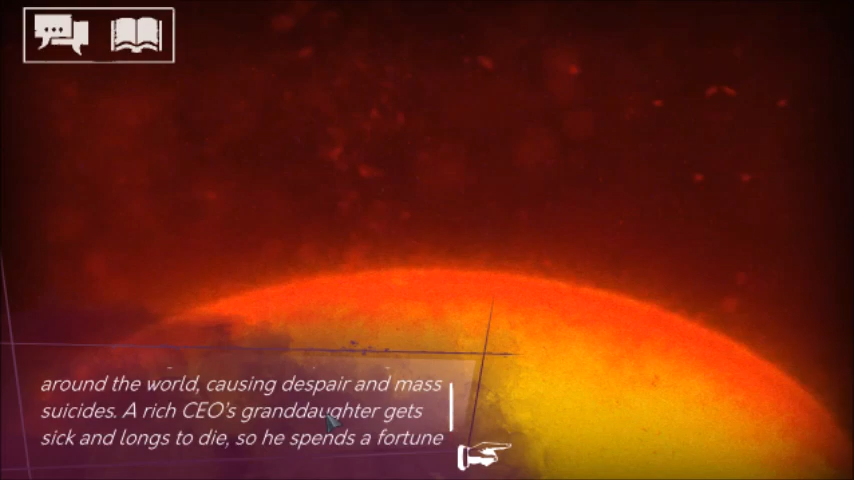 around the world, causing despair and mass
suicides. A rich CEO's granddaughter gets
sick and longs to die, so he spends a fortune